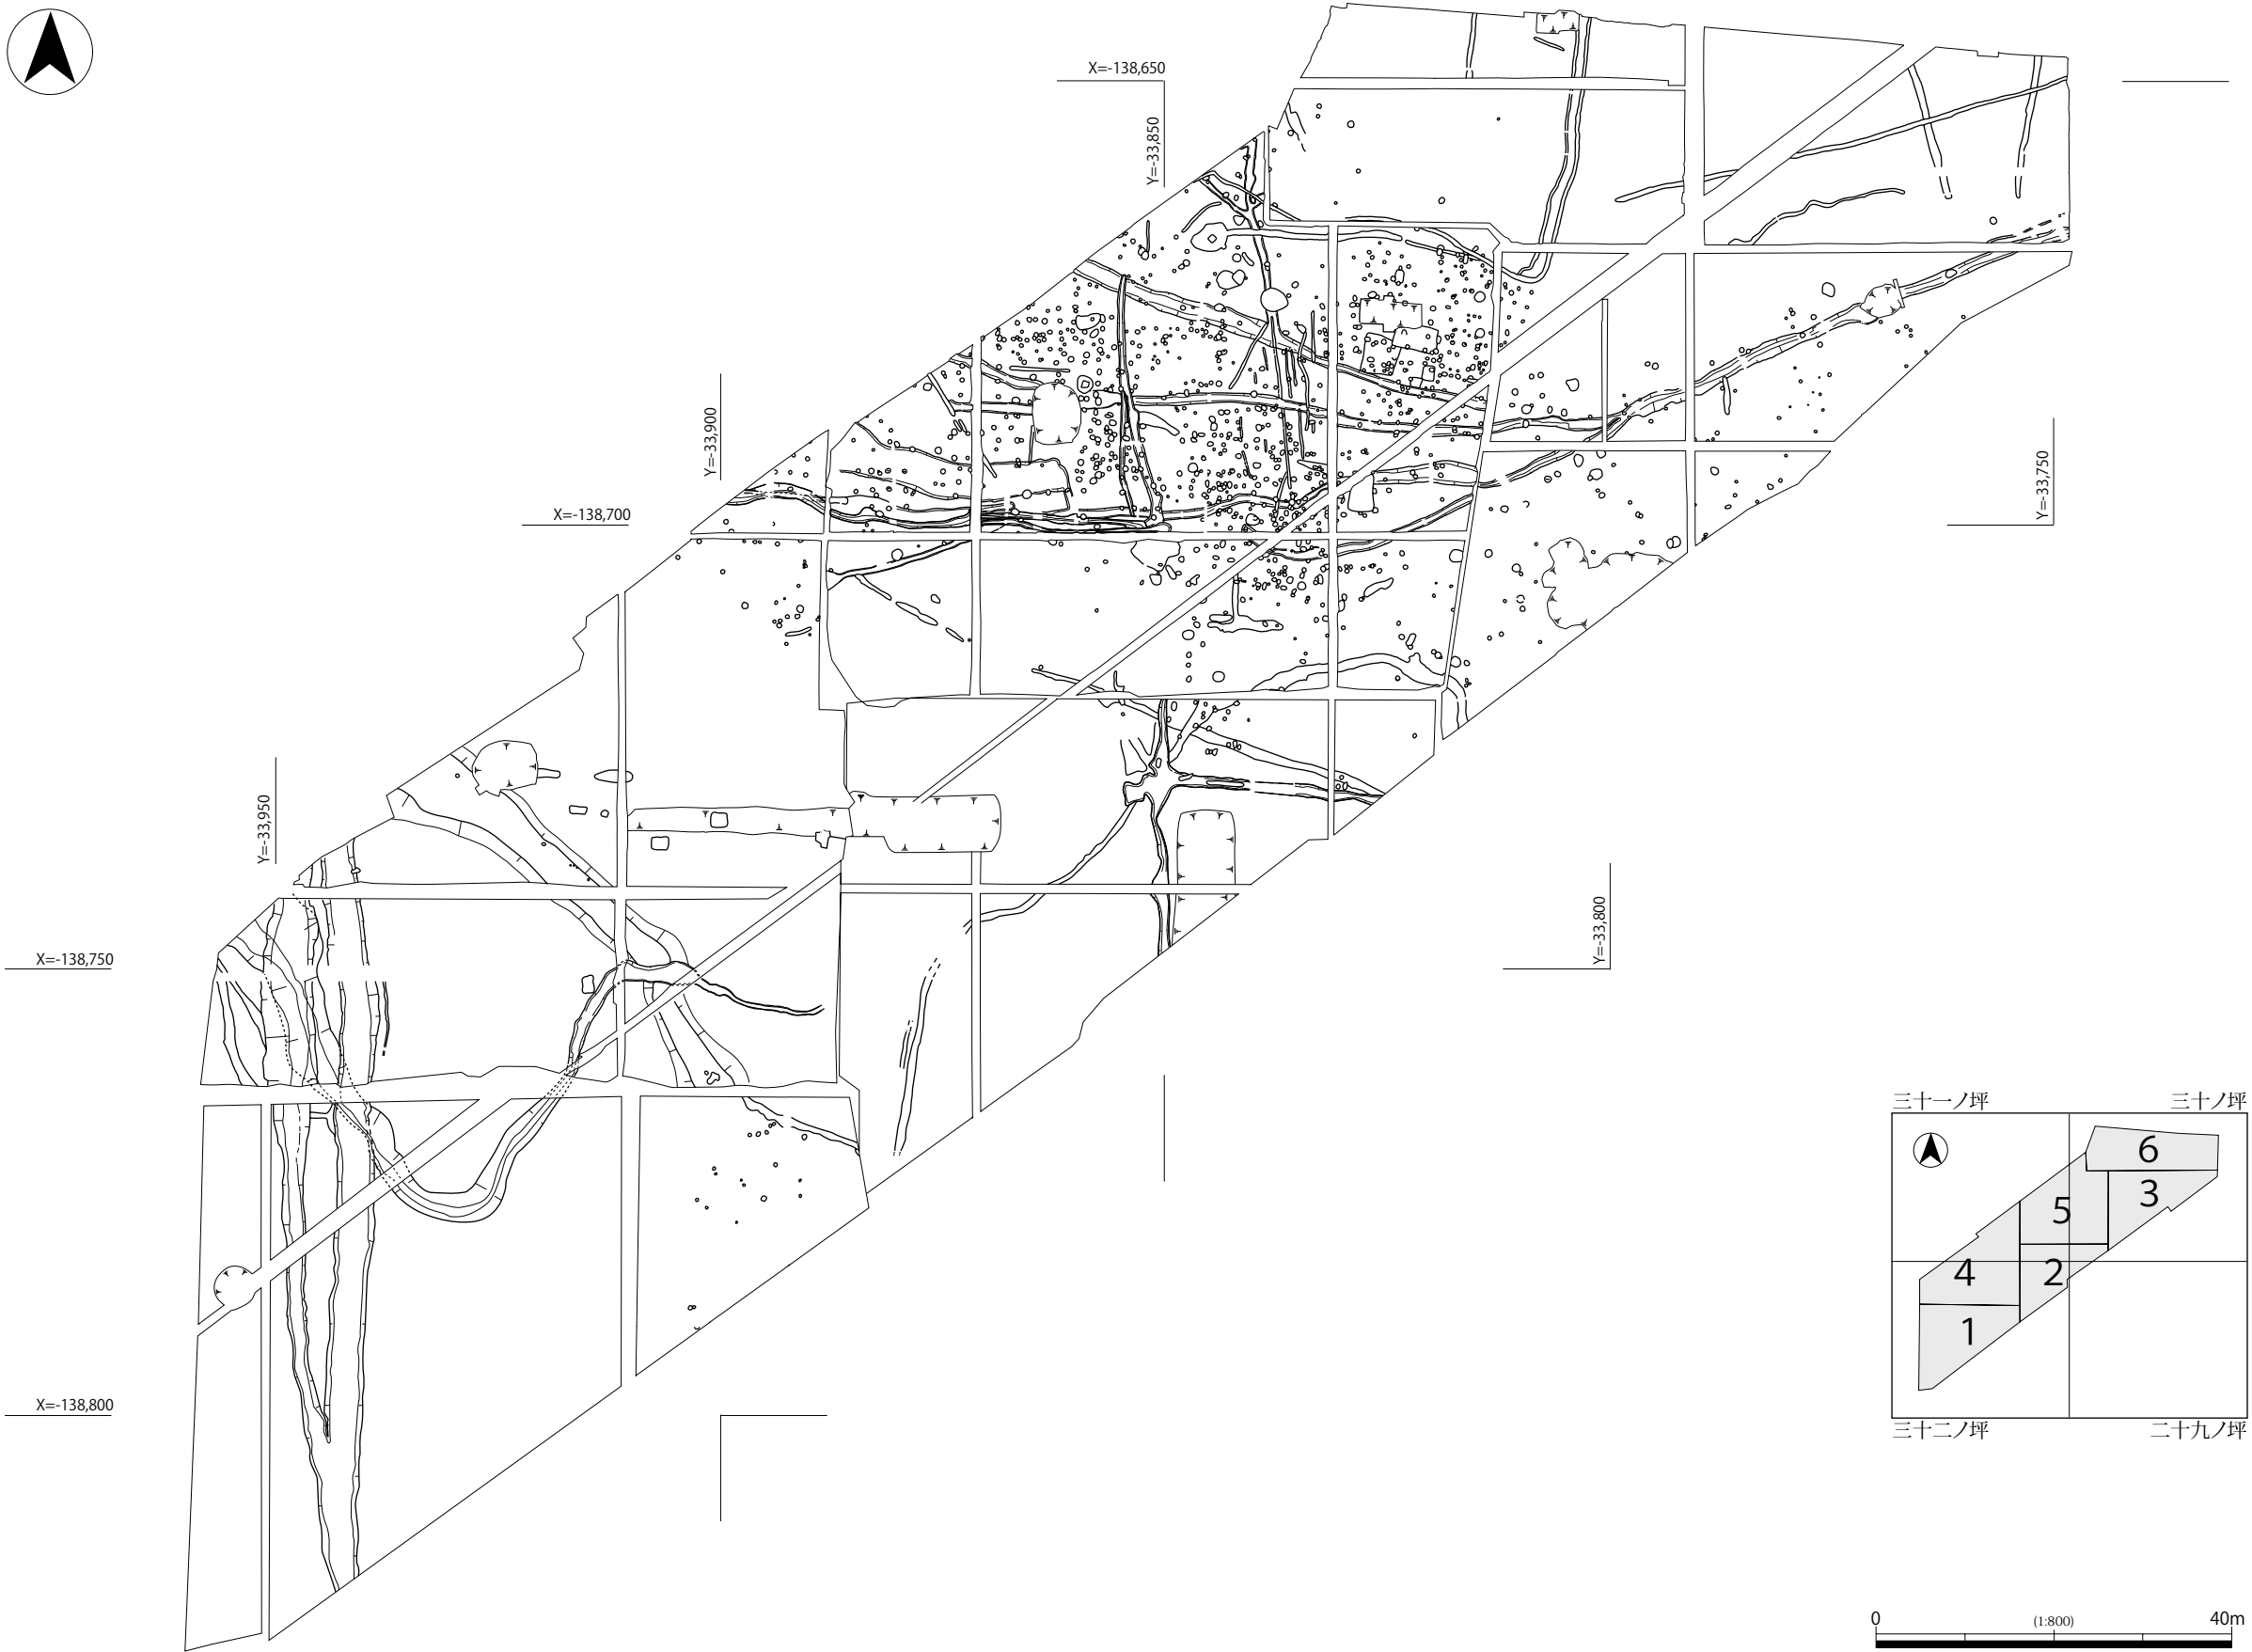 X=-138,650
Y=-33,850
Y=-33,900
X=-138,700
Y=-33,750
Y=-33,950
Y=-33,800
X=-138,750
X=-138,800
三十一ノ坪 三十ノ坪
6
3
5
4
2
1
三十二ノ坪 二十九ノ坪
0 (1:800) 40m